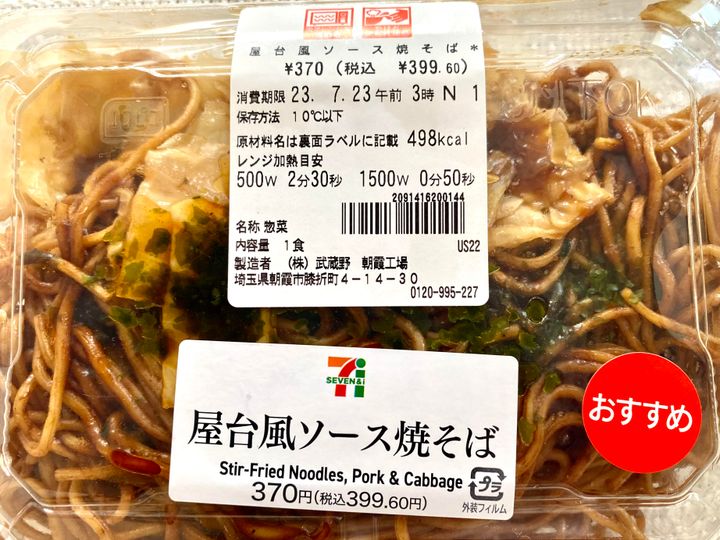 屋台風ソース焼そば*
¥370 (税込 ¥399.60)
消費期限 23. 7.23午前 3時 N 1
保存方法 10℃以下
原材料名は裏面ラベルに記載 498kcal
レンジ加熱目安
500W 2分30秒 1500W 0分50秒
2091416200144
名称 惣菜
内容量 1食
US22
製造者 (株)武蔵野 朝霞工場
埼玉県朝霞市膝折町4-14-30
0120-995-227
7i
SEVEN&i
屋台風ソース焼そば
Stir-Fried Noodles, Pork & Cabbage
370円(税込399.60円)
プラ
外装フィルム
おすすめ